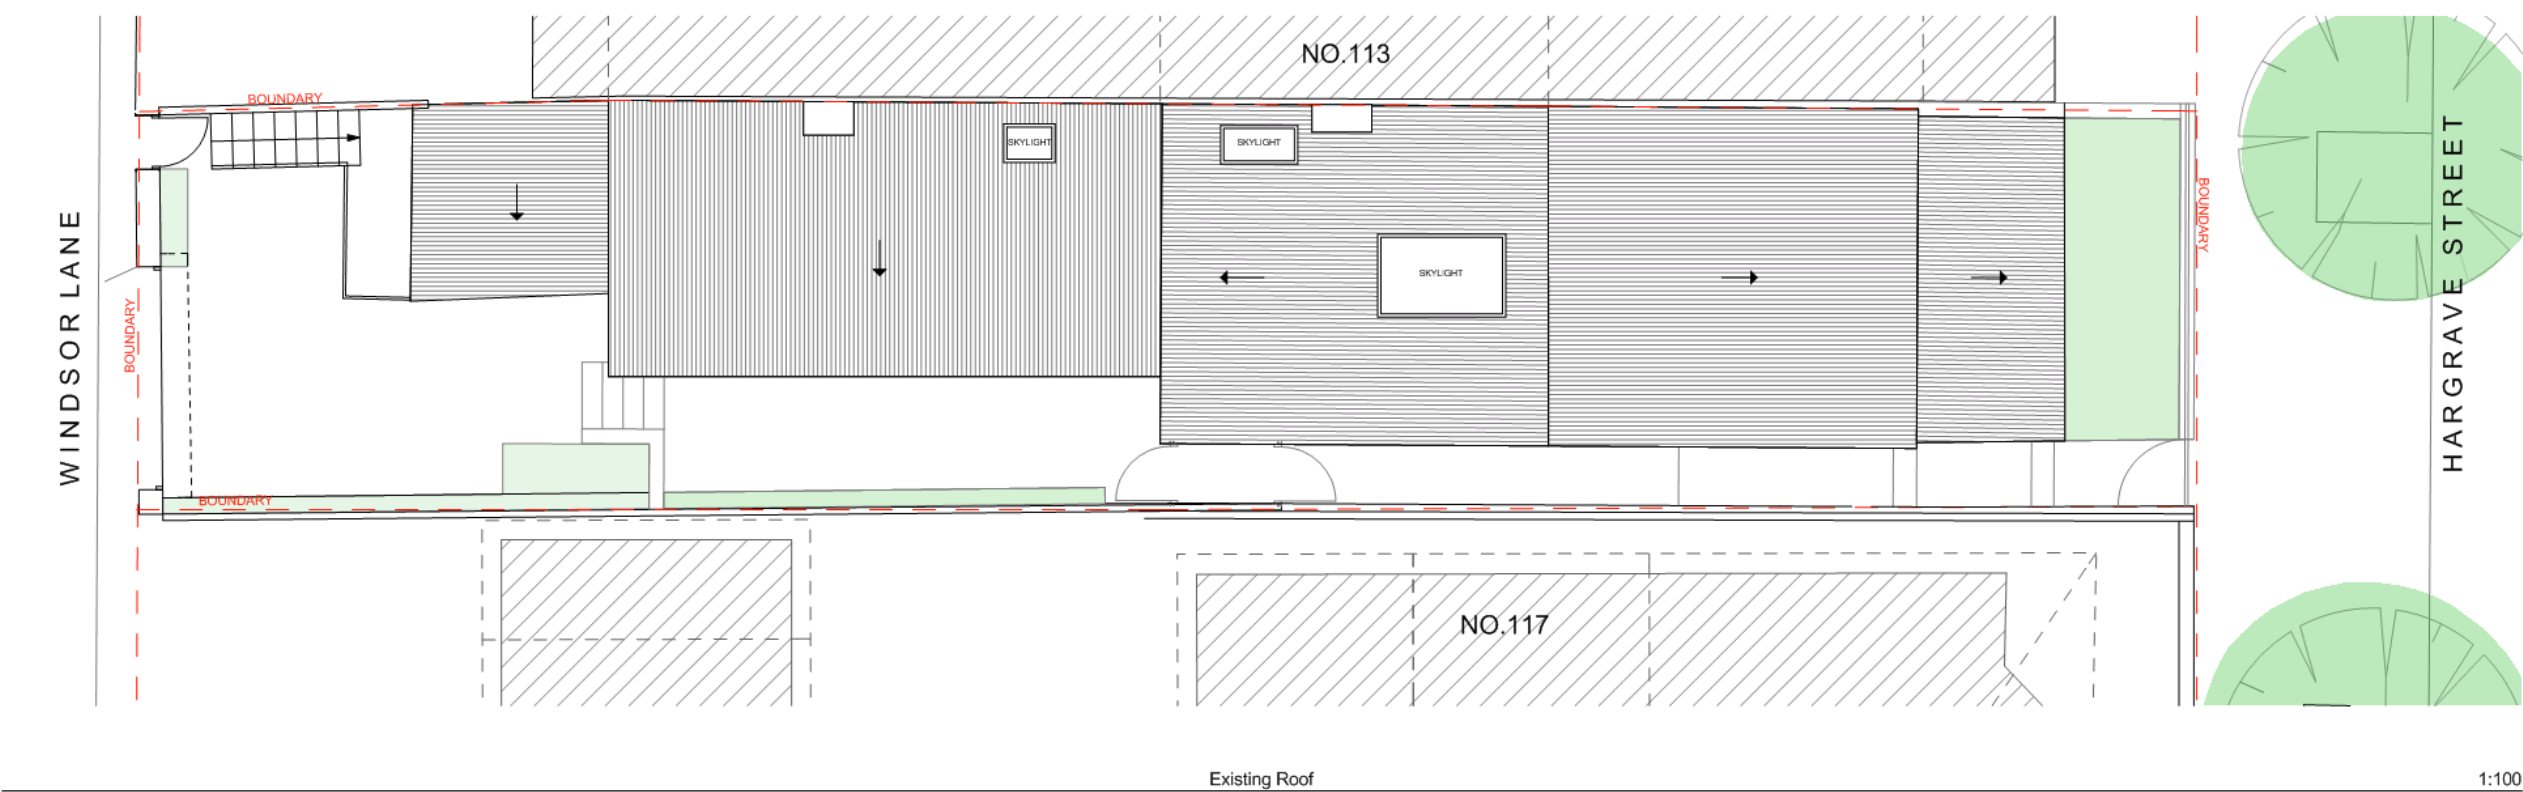 NO.113
BOUNDARY
SKYLIGHT
SKYLIGHT
SKYLIGHT
WINDSOR LANE
BOUNDARY
BOUNDARY
HARGRAVE STREET
BOUNDARY
NO.117
Existing Roof
1:100